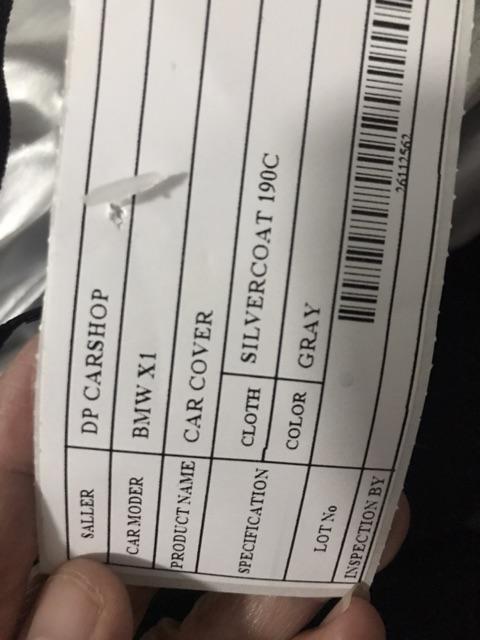 SALLER DP CARSHOP
CAR MODER BMW X1
PRODUCT NAME CAR COVER
SPECIFICATION CLOTH SILVERCOAT 190C
COLOR GRAY
LOT No 26112562
INSPECTION BY